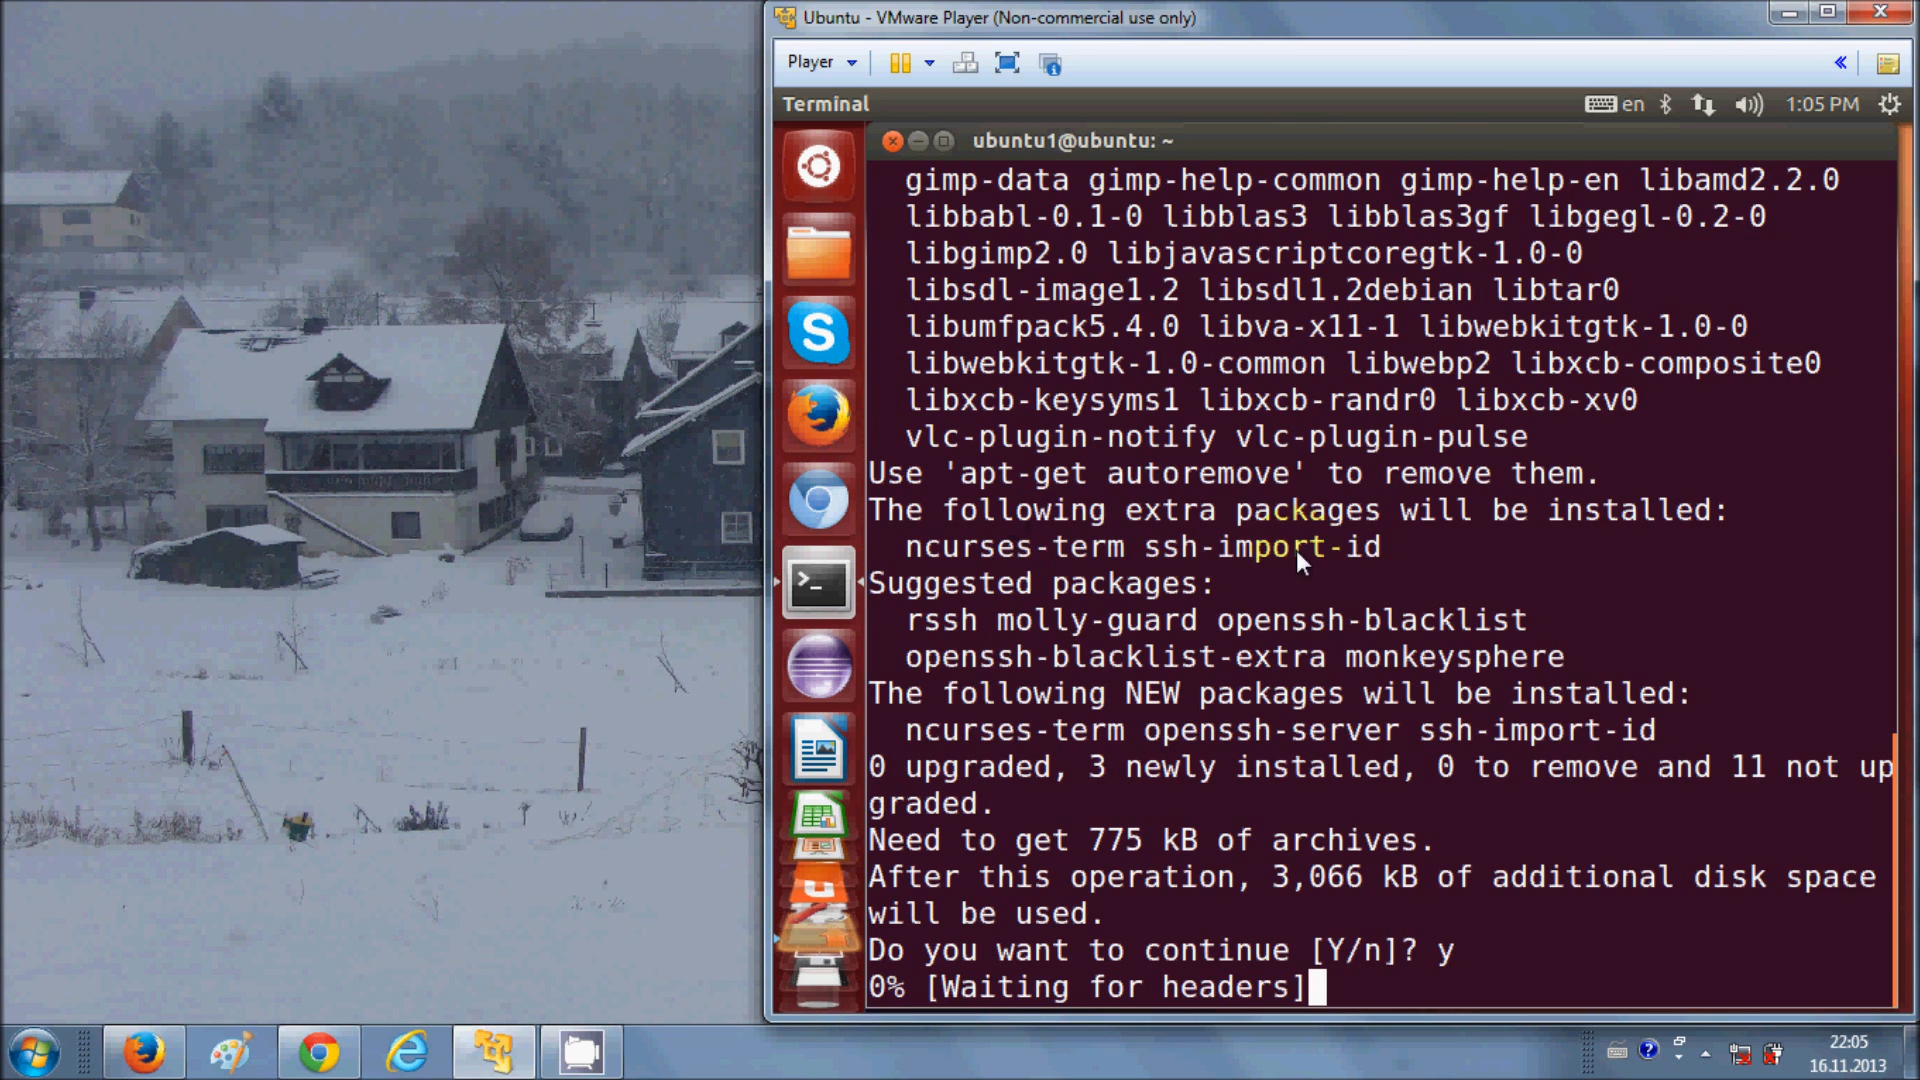 Ubuntu - VMware Player (Non-commercial use only)
Player
Terminal
en
1:05 PM
ubuntu1@ubuntu: ~
gimp-data gimp-help-common gimp-help-en libamd2.2.0
libbabl-0.1-0 libblas3 libblas3gf libgegl-0.2-0
libgimp2.0 libjavascriptcoregtk-1.0-0
libsdl-image1.2 libsdl1.2debian libtar0
libumfpack5.4.0 libva-x11-1 libwebkitgtk-1.0-0
libwebkitgtk-1.0-common libwebp2 libxcb-composite0
libxcb-keysyms1 libxcb-randr0 libxcb-xv0
vlc-plugin-notify vlc-plugin-pulse
Use 'apt-get autoremove' to remove them.
The following extra packages will be installed:
ncurses-term ssh-import-id
Suggested packages:
rssh molly-guard openssh-blacklist
openssh-blacklist-extra monkeysphere
The following NEW packages will be installed:
ncurses-term openssh-server ssh-import-id
0 upgraded, 3 newly installed, 0 to remove and 11 not up
graded.
Need to get 775 kB of archives.
After this operation, 3,066 kB of additional disk space
will be used.
Do you want to continue [Y/n]? y
0% [Waiting for headers]
22:05
16.11.2013